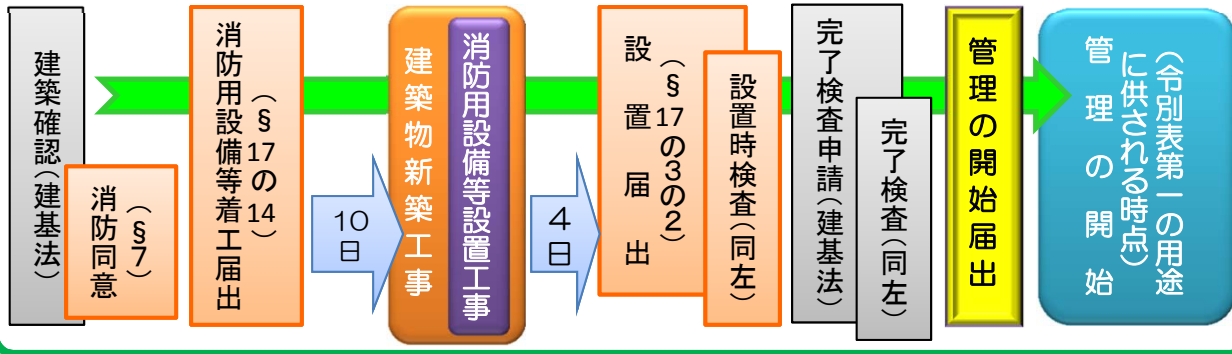 建築確認（建基法）
消防同意
（§７）
消防用設備等着工届出
（§17の14）
10
日
建築物新築工事
消防用設備等設置工事
４
日
設置届出
（§17の３の２）
設置時検査（同左）
完了検査申請（建基法）
完了検査（同左）
管理の開始届出
管理の開始
（令別表第一の用途
に供される時点）